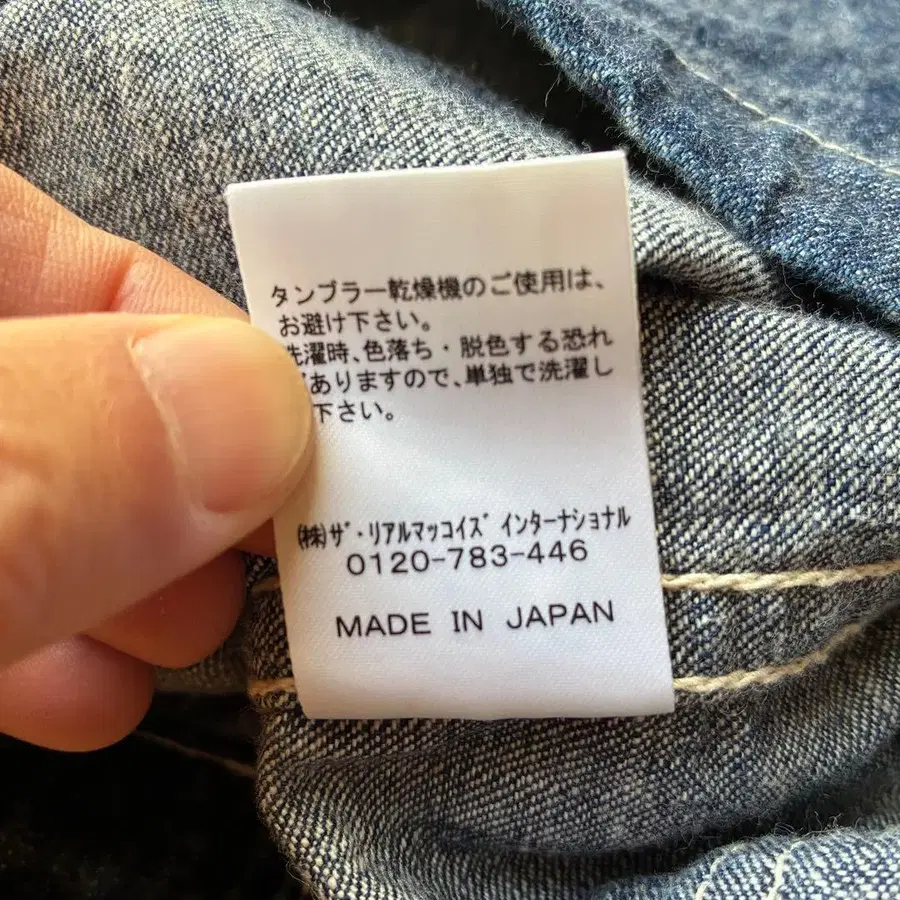 タンブラー乾燥機のご使用は、
お避け下さい。
洗濯時、色落ち・脱色する恐れ
がありますので、単独で洗濯し
下さい。
(株)ザ・リアルマッコイズ インターナショナル
0120-783-446
MADE IN JAPAN